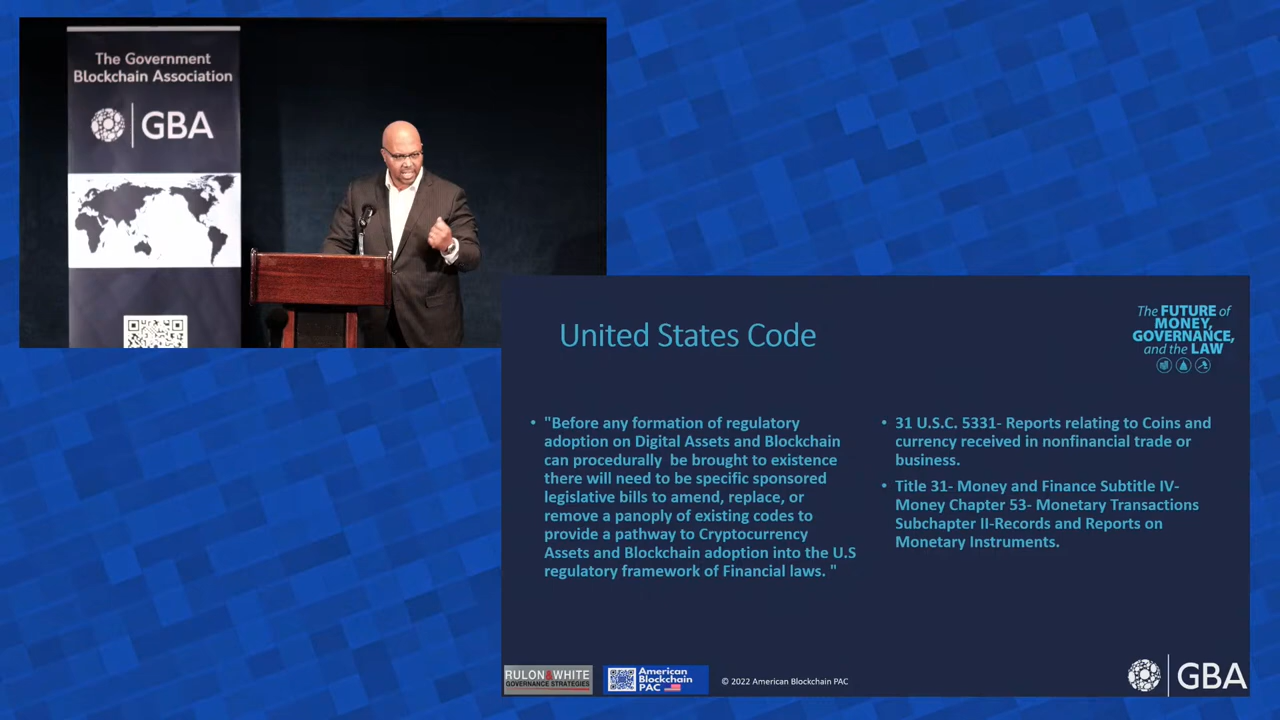 The Government
Blockchain Association
GBA
United States Code
The FUTURE of
MONEY,
GOVERNANCE,
and the LAW
• "Before any formation of regulatory
adoption on Digital Assets and Blockchain
can procedurally be brought to existence
there will need to be specific sponsored
legislative bills to amend, replace, or
remove a panoply of existing codes to
provide a pathway to Cryptocurrency
Assets and Blockchain adoption into the U.S
regulatory framework of Financial laws. "
• 31 U.S.C. 5331- Reports relating to Coins and
currency received in nonfinancial trade or
business.
• Title 31- Money and Finance Subtitle IV-
Money Chapter 53- Monetary Transactions
Subchapter II-Records and Reports on
Monetary Instruments.
RULON & WHITE
GOVERNANCE STRATEGIES
American
Blockchain
PAC
© 2022 American Blockchain PAC
GBA